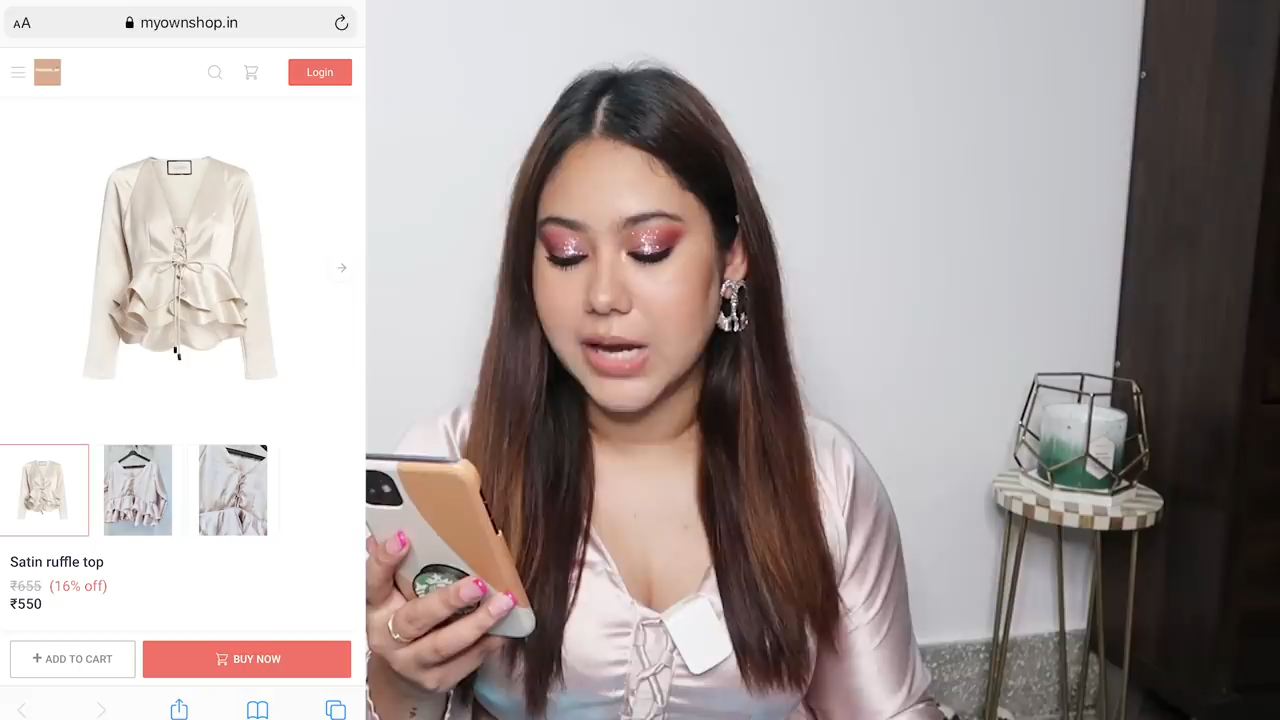 AA myownshop.in
Login
Satin ruffle top
₹655 (16% off)
₹550
+ ADD TO CART
BUY NOW